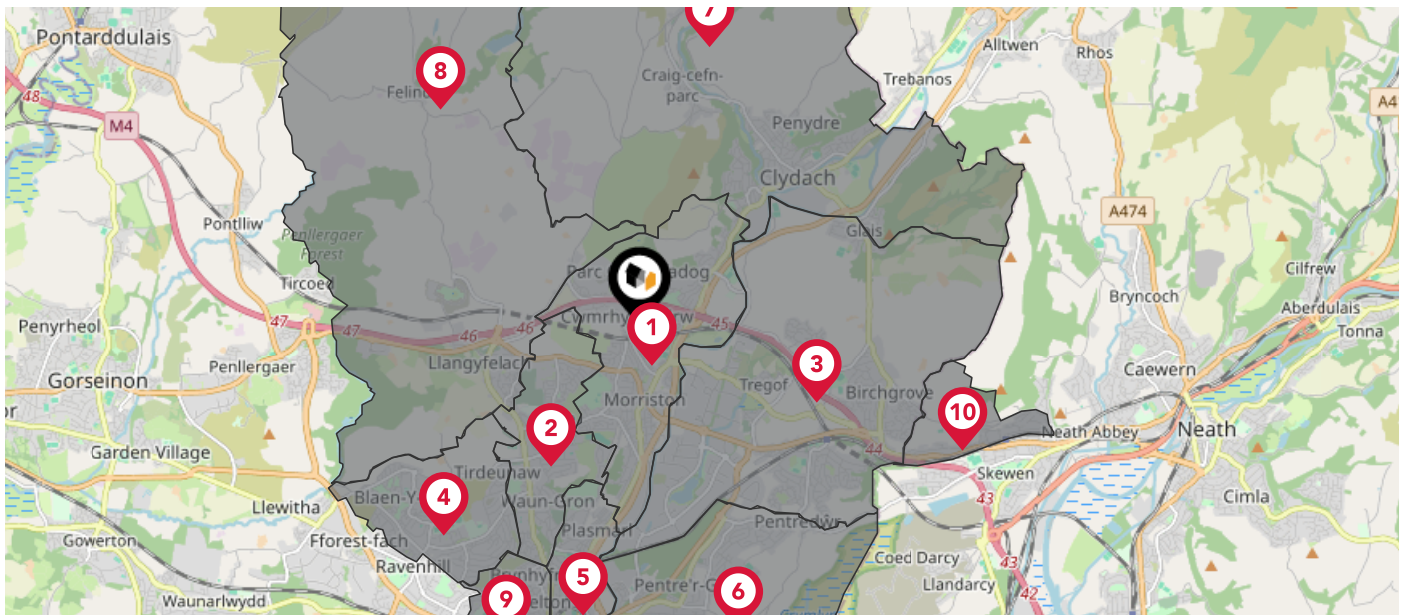 7
Pontarddulais
Alltwen
Rhos
Craig-cefn-
parc
Trebanos
8
48
A4
M4
Penydre
Clydach
A474
Pontlliw
Penllergaer
Forest
Glais
Parc
adog
Cilfrew
Tircoed
Bryncoch
Aberdulais
47
47
46
46
45
1
Penyrheol
Tonna
Llangyfelach
3
Penllergaer
Caewern
Gorseinon
Tregof
Birchgrove
Morriston
10
2
Neath Abbey
Neath
Garden Village
44
Tirdeunaw
Skewen
4
43
Cimla
Waun-Gron
Llewitha
Plasmarl
Fforest-fach
Gowerton
Coed Darcy
Ravenhill
43
5
6
Llandarcy
42
9
Waunarlwydd